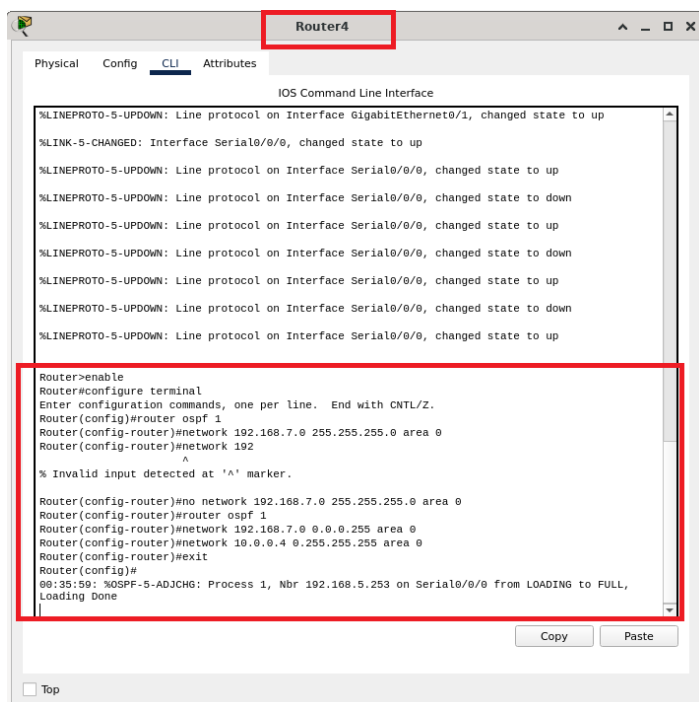 Router4
Physical Config CLI Attributes
IOS Command Line Interface
%LINEPROTO-5-UPDOWN: Line protocol on Interface GigabitEthernet0/1, changed state to up
%LINK-5-CHANGED: Interface Serial0/0/0, changed state to up
%LINEPROTO-5-UPDOWN: Line protocol on Interface Serial0/0/0, changed state to up
%LINEPROTO-5-UPDOWN: Line protocol on Interface Serial0/0/0, changed state to down
%LINEPROTO-5-UPDOWN: Line protocol on Interface Serial0/0/0, changed state to up
%LINEPROTO-5-UPDOWN: Line protocol on Interface Serial0/0/0, changed state to down
%LINEPROTO-5-UPDOWN: Line protocol on Interface Serial0/0/0, changed state to up
%LINEPROTO-5-UPDOWN: Line protocol on Interface Serial0/0/0, changed state to down
%LINEPROTO-5-UPDOWN: Line protocol on Interface Serial0/0/0, changed state to up
Router>enable
Router#configure terminal
Enter configuration commands, one per line.  End with CNTL/Z.
Router(config)#router ospf 1
Router(config-router)#network 192.168.7.0 255.255.255.0 area 0
Router(config-router)#network 192
^
% Invalid input detected at '^' marker.
Router(config-router)#no network 192.168.7.0 255.255.255.0 area 0
Router(config-router)#router ospf 1
Router(config-router)#network 192.168.7.0 0.0.0.255 area 0
Router(config-router)#network 10.0.0.4 0.255.255.255 area 0
Router(config-router)#exit
Router(config)#
00:35:59: %OSPF-5-ADJCHG: Process 1, Nbr 192.168.5.253 on Serial0/0/0 from LOADING to FULL,
Loading Done
Copy Paste
Top